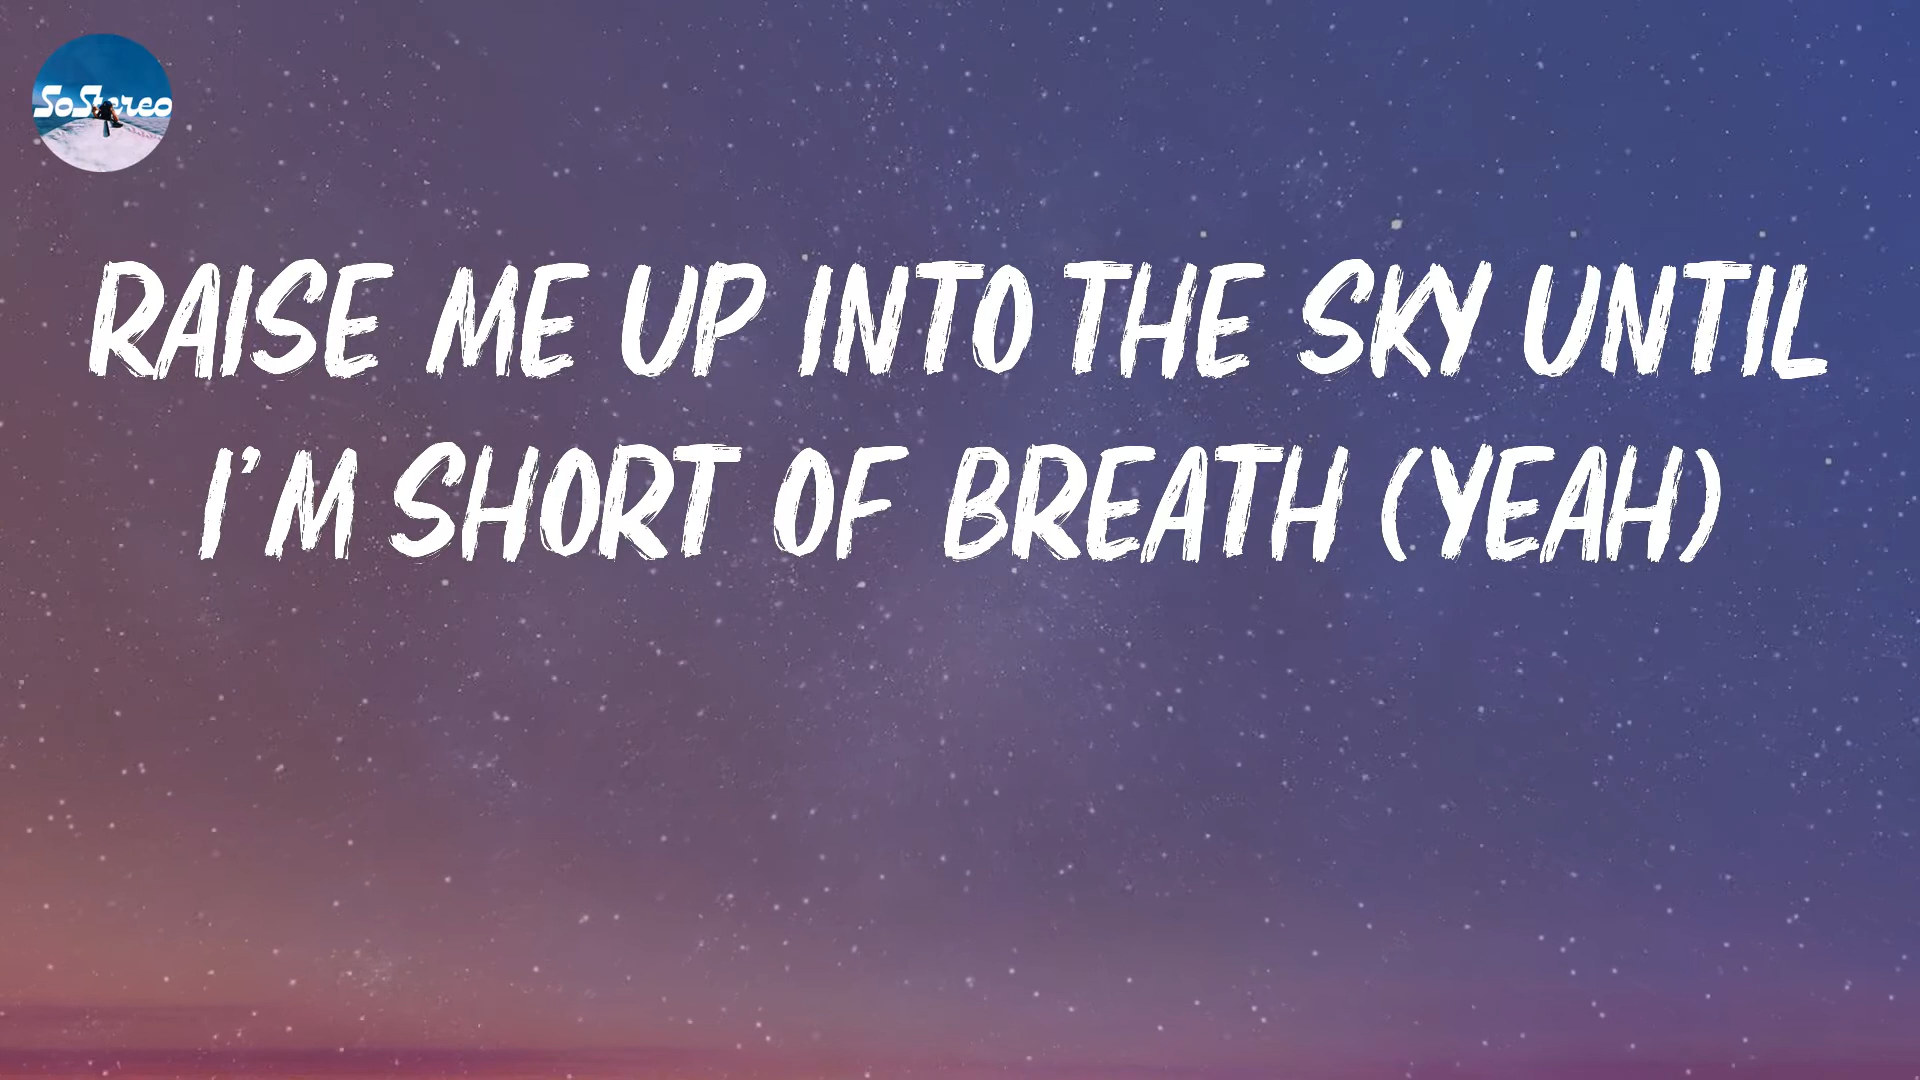 SoStereo
RAISE ME UP INTO THE SKY UNTIL
I'M SHORT OF BREATH (YEAH)